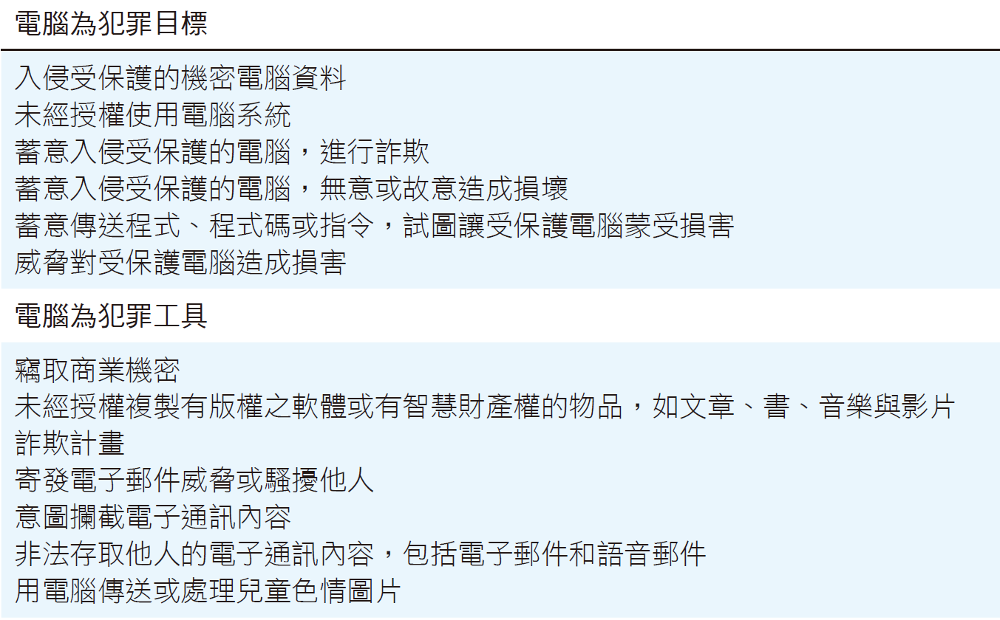 電腦為犯罪目標
入侵受保護的機密電腦資料
未經授權使用電腦系統
蓄意入侵受保護的電腦，進行詐欺
蓄意入侵受保護的電腦，無意或故意造成損壞
蓄意傳送程式、程式碼或指令，試圖讓受保護電腦蒙受損害
威脅對受保護電腦造成損害
電腦為犯罪工具
竊取商業機密
未經授權複製有版權之軟體或有智慧財產權的物品，如文章、書、音樂與影片
詐欺計畫
寄發電子郵件威脅或騷擾他人
意圖攔截電子通訊內容
非法存取他人的電子通訊內容，包括電子郵件和語音郵件
用電腦傳送或處理兒童色情圖片